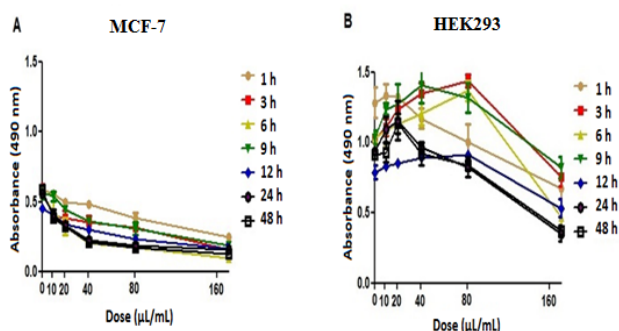 A MCF-7
Absorbance (490 nm)
1.5
1.0
0.5
0.0
0 10 20 40 80 160
Dose (µL/mL)
1 h
3 h
6 h
9 h
12 h
24 h
48 h
B HEK293
Absorbance (490 nm)
1.5
1.0
0.5
0.0
0 10 20 40 80 160
Dose (µL/mL)
1 h
3 h
6 h
9 h
12 h
24 h
48 h